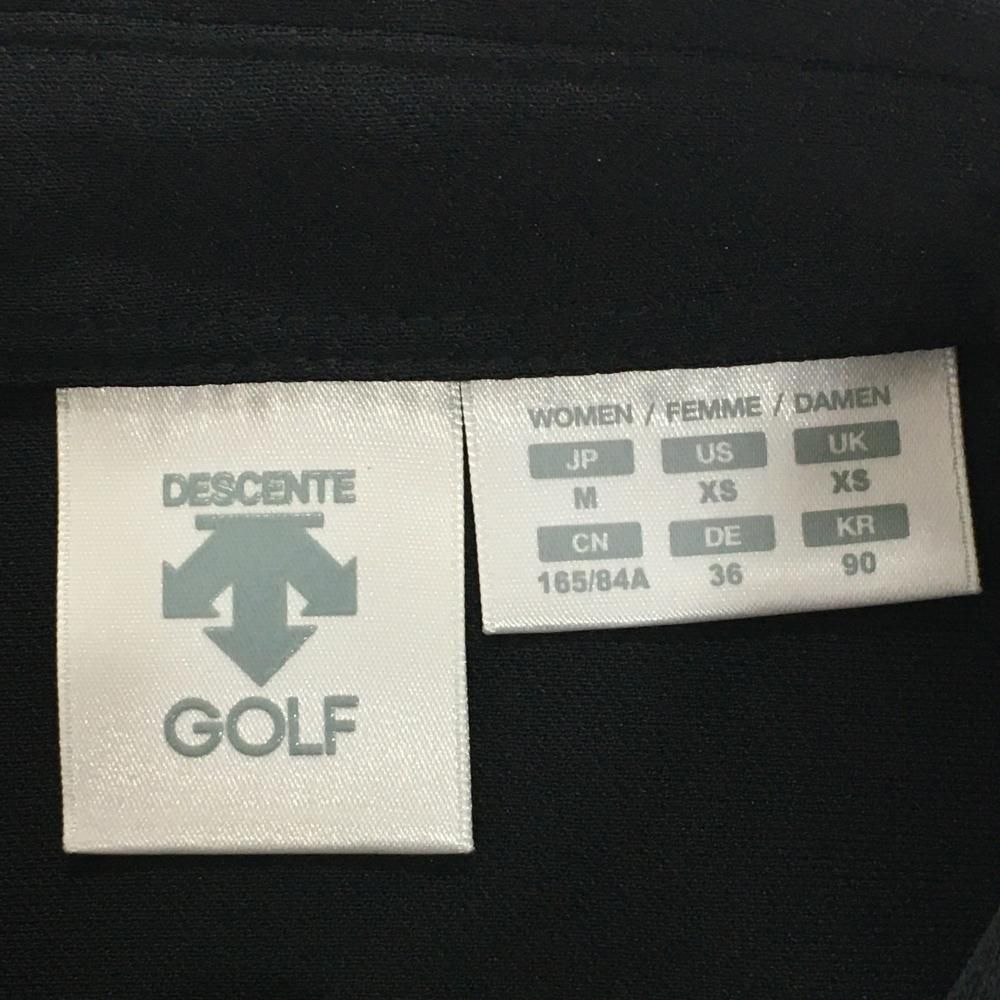 DESCENTE
GOLF
WOMEN / FEMME / DAMEN
JP US UK
M XS XS
CN DE KR
165/84A 36 90